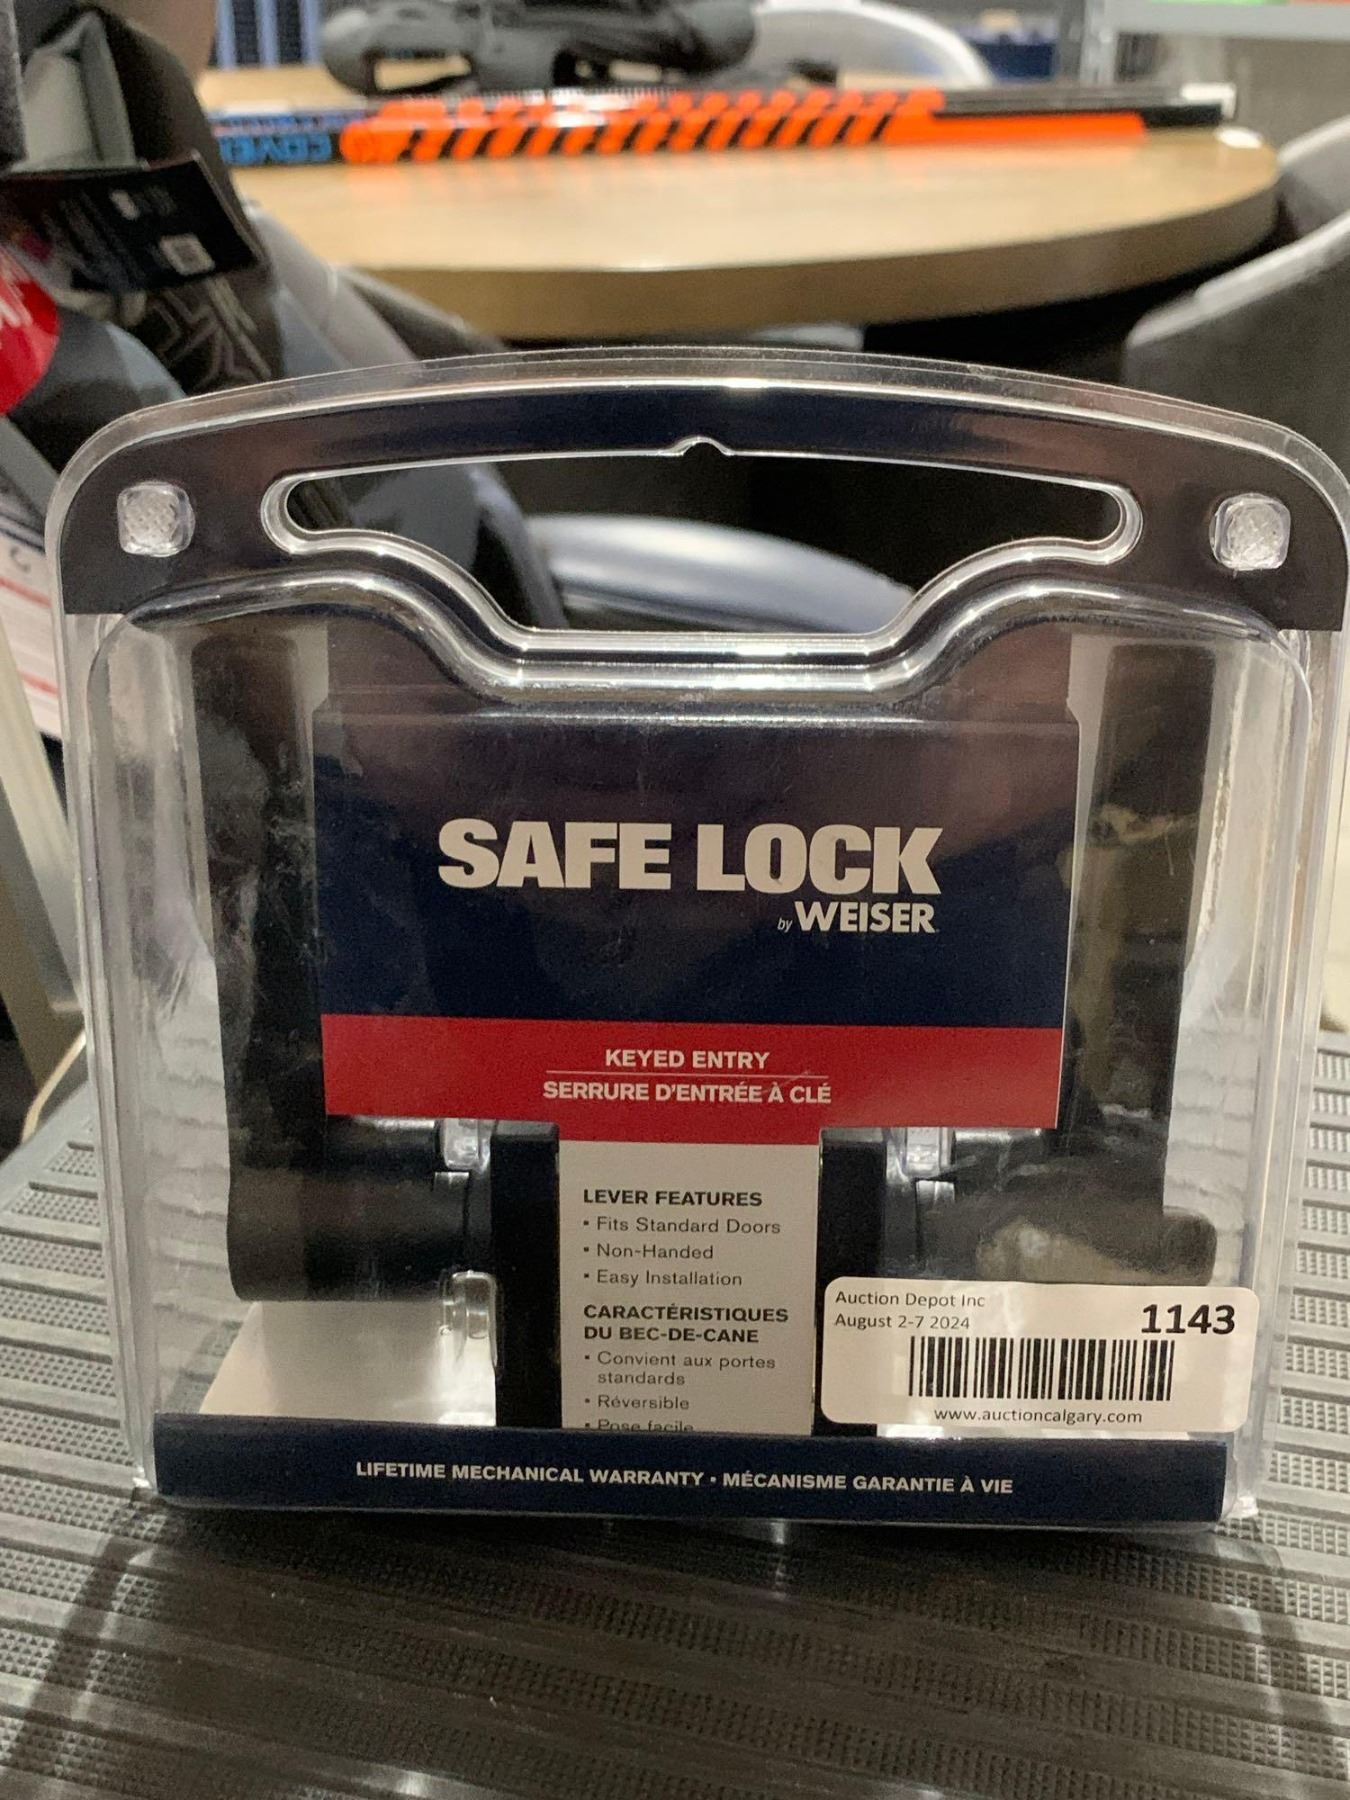 SAFE LOCK
by WEISER
KEYED ENTRY
SERRURE D'ENTRÉE À CLÉ
LEVER FEATURES
• Fits Standard Doors
• Non-Handed
• Easy Installation
CARACTÉRISTIQUES
DU BEC-DE-CANE
• Convient aux portes
standards
• Réversible
• Pose facile
Auction Depot Inc
August 2-7 2024
1143
www.auctioncalgary.com
LIFETIME MECHANICAL WARRANTY • MÉCANISME GARANTIE À VIE